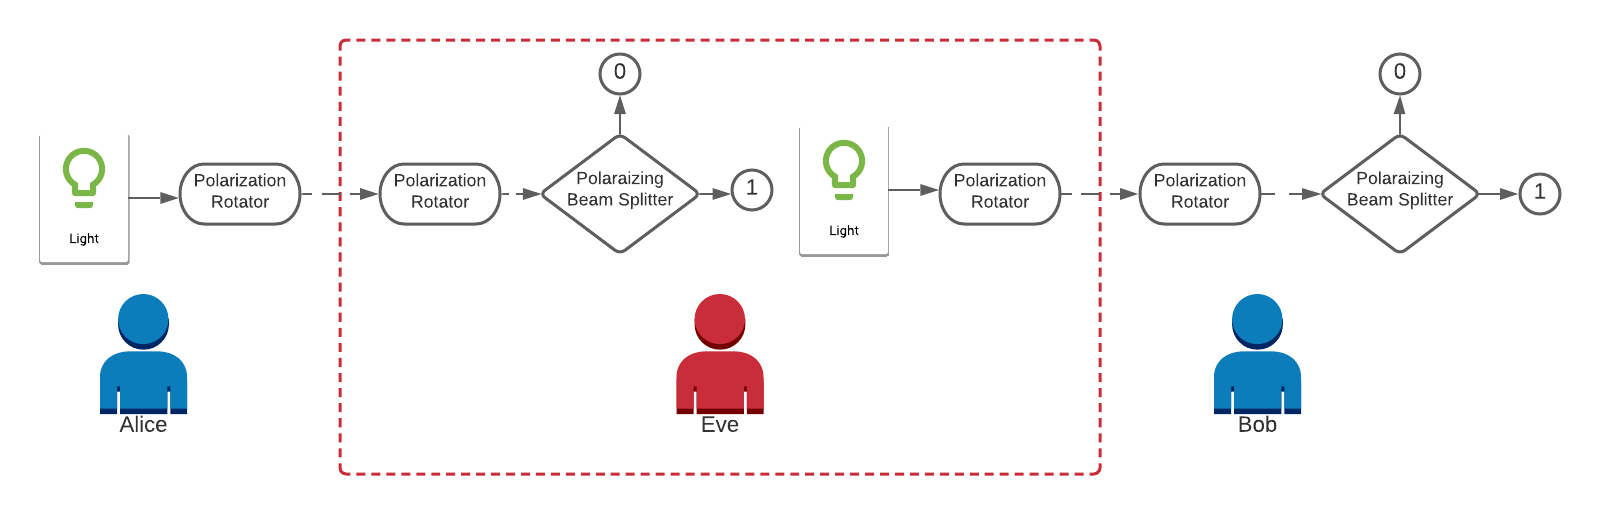 0
0
Polarization
Rotator
Polarization
Rotator
Polaraizing
Beam Splitter
1
Polarization
Rotator
Polarization
Rotator
Polaraizing
Beam Splitter
1
Light
Light
Alice
Eve
Bob